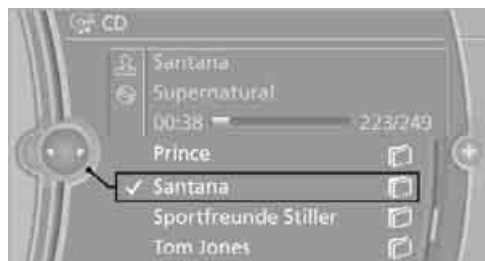 CD
Santana
Supernatural
00:38 223/249
Prince
Santana
Sportfreunde Stiller
Tom Jones